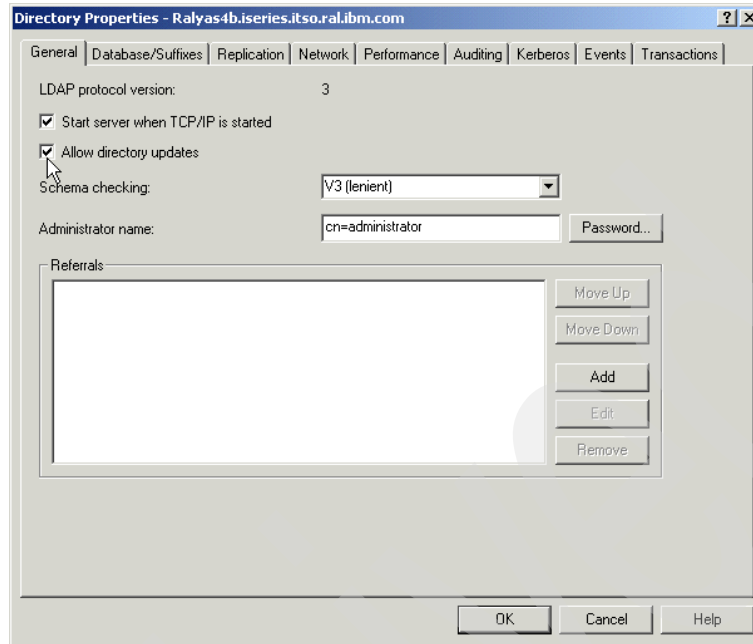 Directory Properties - Ralyas4b.iseries.itso.ral.ibm.com
General Database/Suffixes Replication Network Performance Auditing Kerberos Events Transactions
LDAP protocol version: 3
Start server when TCP/IP is started
Allow directory updates
Schema checking: V3 (lenient)
Administrator name: cn=administrator Password...
Referrals
Move Up
Move Down
Add
Edit
Remove
OK Cancel Help